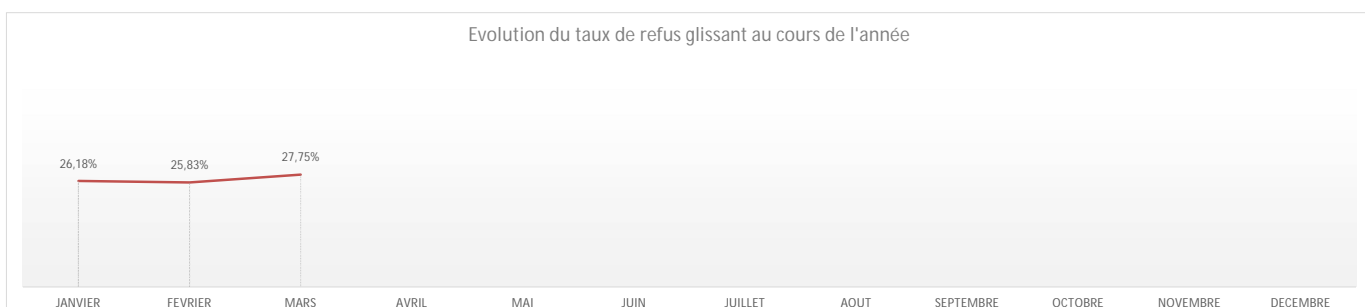 Evolution du taux de refus glissant au cours de l'année
26,18% 25,83% 27,75%
JANVIER FEVRIER MARS AVRIL MAI JUIN JUILLET AOUT SEPTEMBRE OCTOBRE NOVEMBRE DECEMBRE